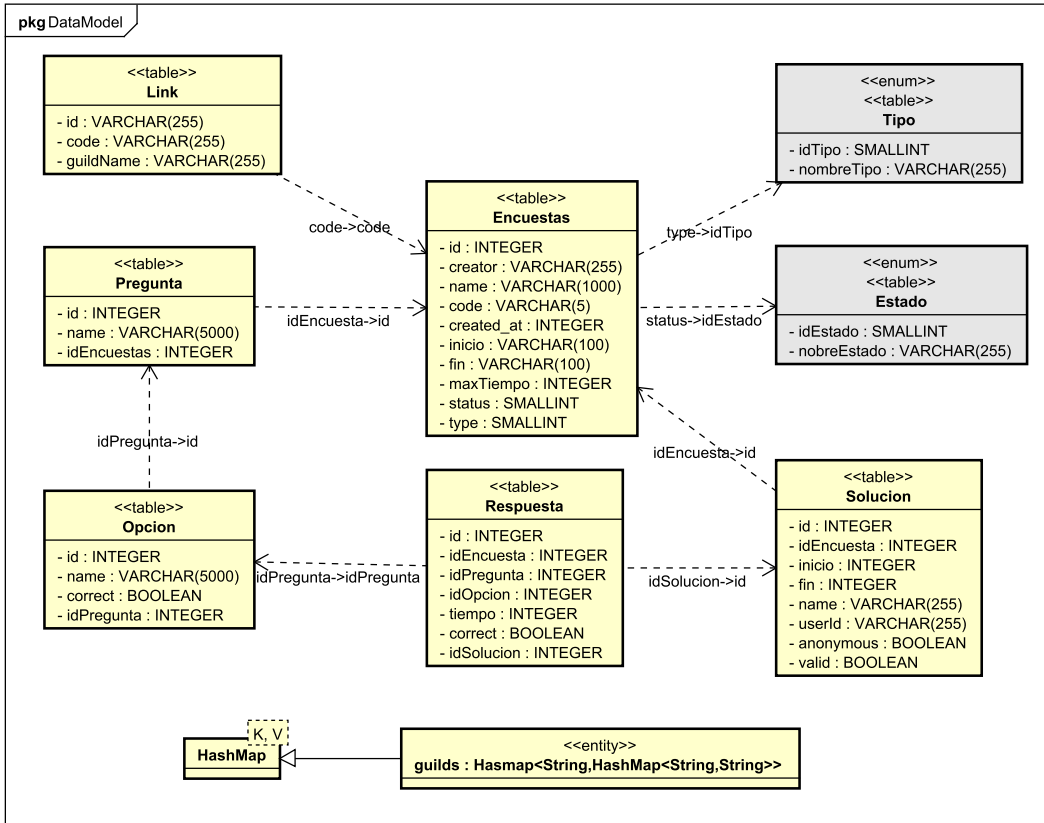 pkg DataModel
<<table>>
Link
- id : VARCHAR(255)
- code : VARCHAR(255)
- guildName : VARCHAR(255)
<<enum>>
<<table>>
Tipo
- idTipo : SMALLINT
- nombreTipo : VARCHAR(255)
<<table>>
Encuestas
- id : INTEGER
- creator : VARCHAR(255)
- name : VARCHAR(1000)
- code : VARCHAR(5)
- created_at : INTEGER
- inicio : VARCHAR(100)
- fin : VARCHAR(100)
- maxTiempo : INTEGER
- status : SMALLINT
- type : SMALLINT
code->code
type->idTipo
<<table>>
Pregunta
- id : INTEGER
- name : VARCHAR(5000)
- idEncuestas : INTEGER
idEncuesta->id
status->idEstado
<<enum>>
<<table>>
Estado
- idEstado : SMALLINT
- nobreEstado : VARCHAR(255)
idPregunta->id
idEncuesta->id
<<table>>
Opcion
- id : INTEGER
- name : VARCHAR(5000)
- correct : BOOLEAN
- idPregunta : INTEGER
idPregunta->idPregunta
<<table>>
Respuesta
- id : INTEGER
- idEncuesta : INTEGER
- idPregunta : INTEGER
- idOpcion : INTEGER
- tiempo : INTEGER
- correct : BOOLEAN
- idSolucion : INTEGER
idSolucion->id
<<table>>
Solucion
- id : INTEGER
- idEncuesta : INTEGER
- inicio : INTEGER
- fin : INTEGER
- name : VARCHAR(255)
- userId : VARCHAR(255)
- anonymous : BOOLEAN
- valid : BOOLEAN
K, V
HashMap
<<entity>>
guilds : Hasmap<String,HashMap<String,String>>